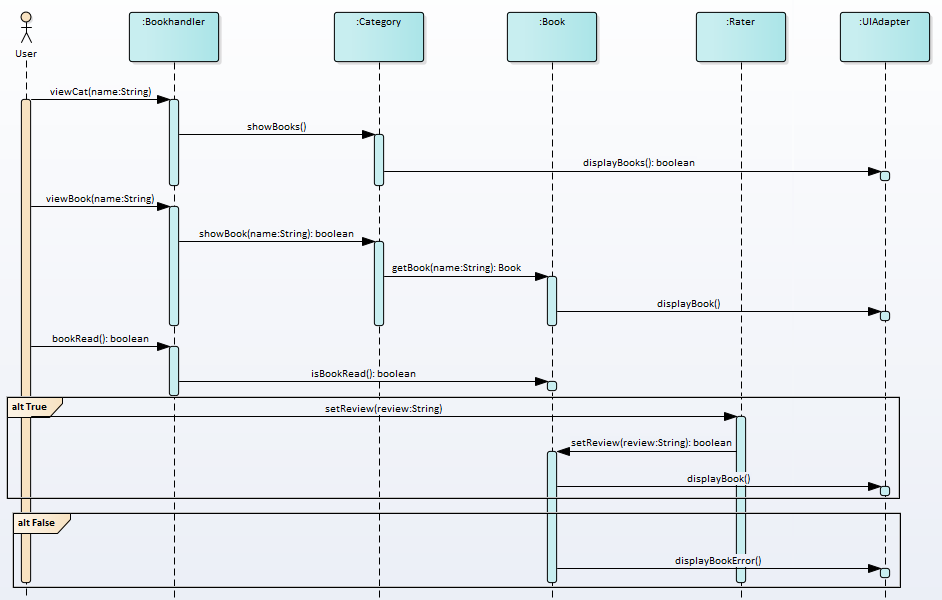 :Bookhandler
:Category
:Book
:Rater
:UIAdapter
User
viewCat(name:String)
showBooks()
displayBooks(): boolean
viewBook(name:String)
showBook(name:String): boolean
getBook(name:String): Book
displayBook()
bookRead(): boolean
isBookRead(): boolean
alt True
setReview(review:String)
setReview(review:String): boolean
displayBook()
alt False
displayBookError()